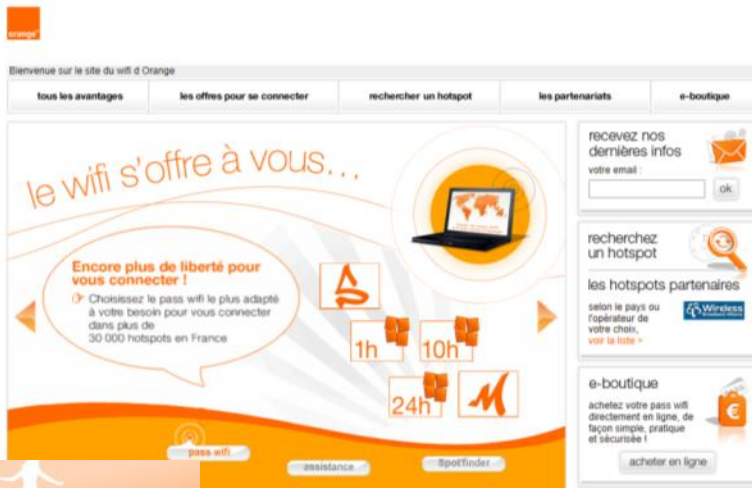 orange
Bienvenue sur le site du wifi d Orange
tous les avantages
les offres pour se connecter
rechercher un hotspot
les partenariats
e-boutique
le wifi s'offre à vous...
Encore plus de liberté pour
vous connecter !
Choisissez le pass wifi le plus adapté
à votre besoin pour vous connecter
dans plus de
30 000 hotspots en France
1h
10h
24h
pass wifi
assistance
Spot'finder
recevez nos
dernières infos
votre email :
ok
recherchez
un hotspot
les hotspots partenaires
selon le pays ou
l'opérateur de
votre choix,
voir la liste >
Wireless
e-boutique
achetez votre pass wifi
directement en ligne, de
façon simple, pratique
et sécurisée !
acheter en ligne